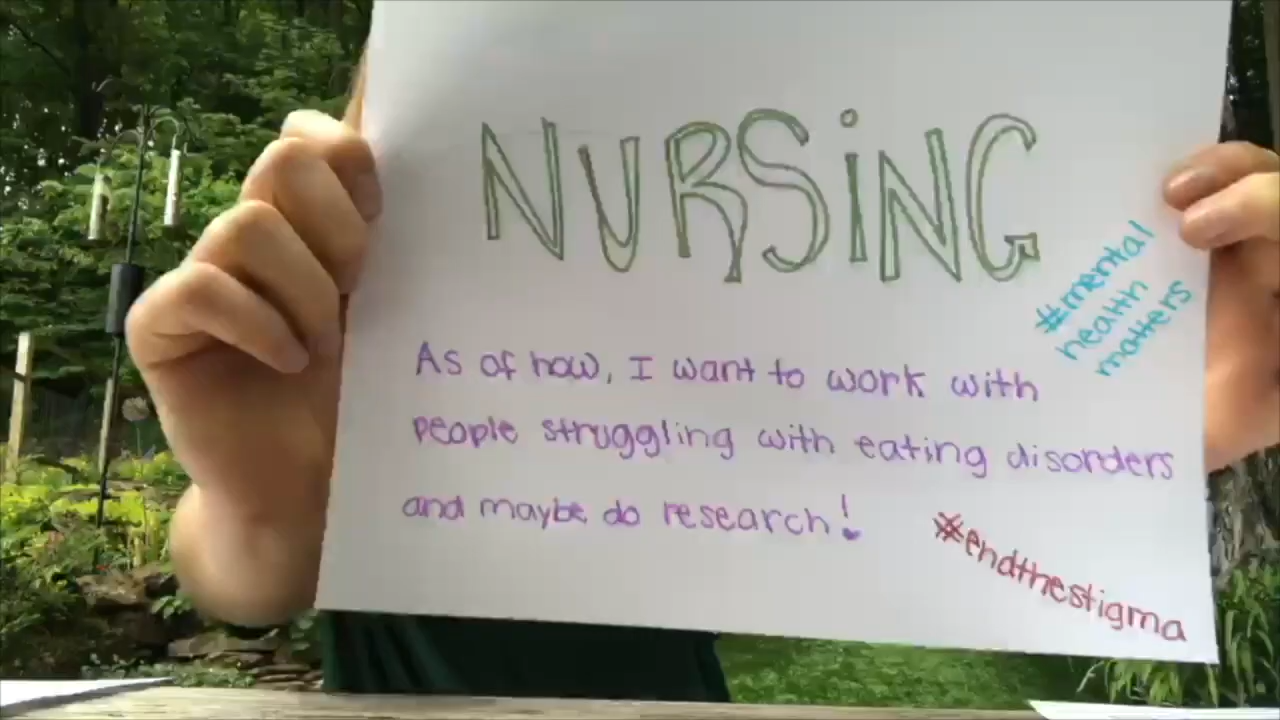 NURSiNG
#mental
health
matters
As of now, I want to work with
people struggling with eating disorders
and maybe do research!
#endthestigma